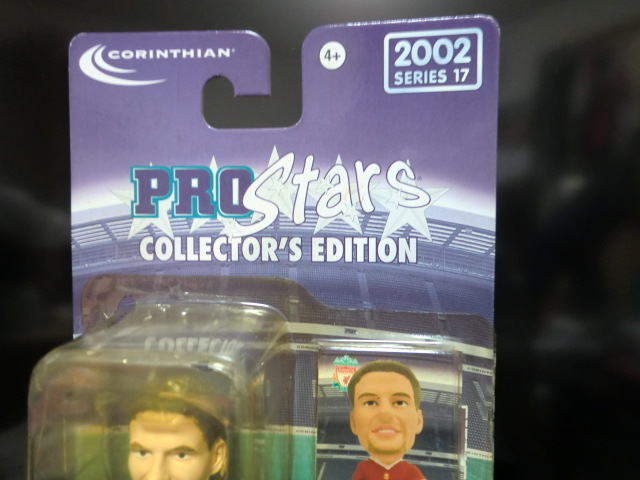 CORINTHIAN
4+
2002
SERIES 17
PRO Stars
COLLECTOR'S EDITION